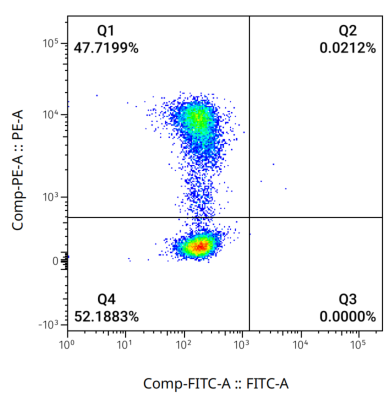 Q1
47.7199%
Q2
0.0212%
10⁵
10⁴
10³
0
-10³
Comp-PE-A :: PE-A
Q4
52.1883%
Q3
0.0000%
10⁰ 10¹ 10² 10³ 10⁴ 10⁵
Comp-FITC-A :: FITC-A